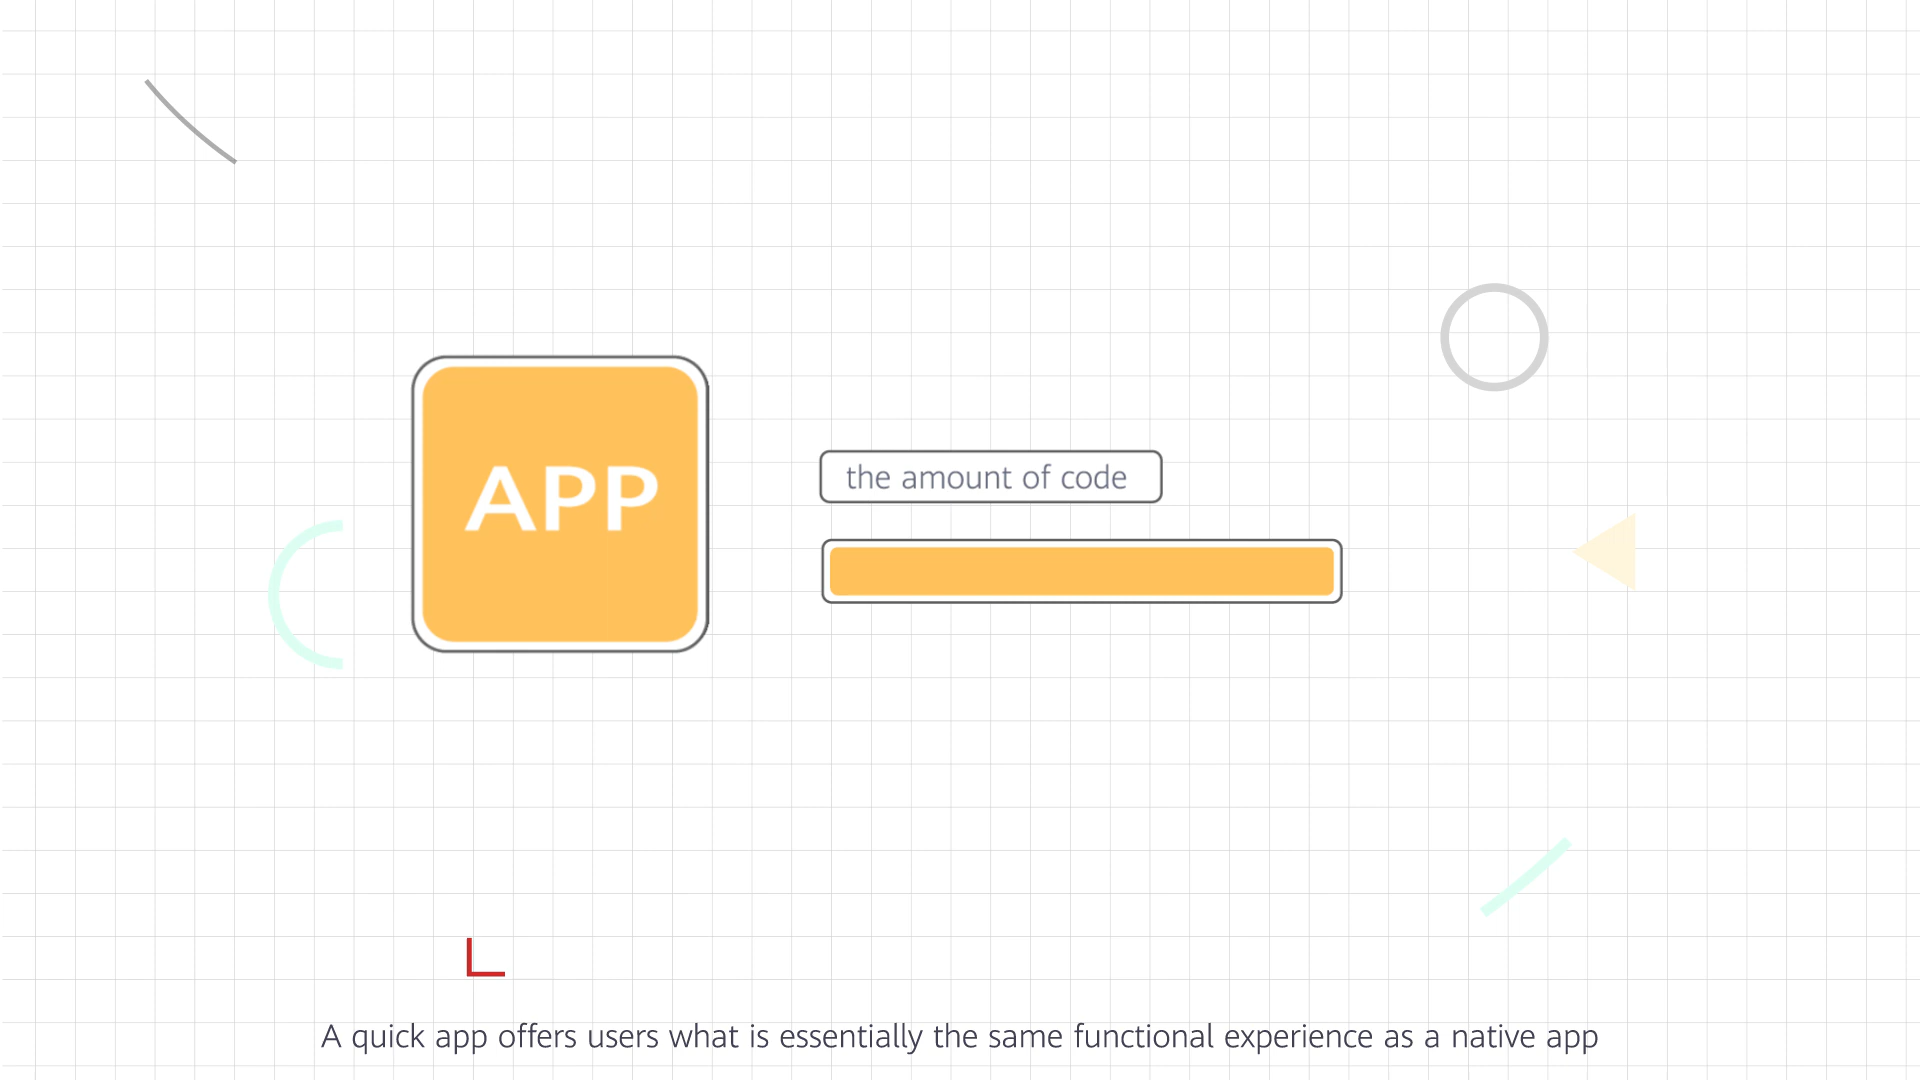 APP
the amount of code
A quick app offers users what is essentially the same functional experience as a native app